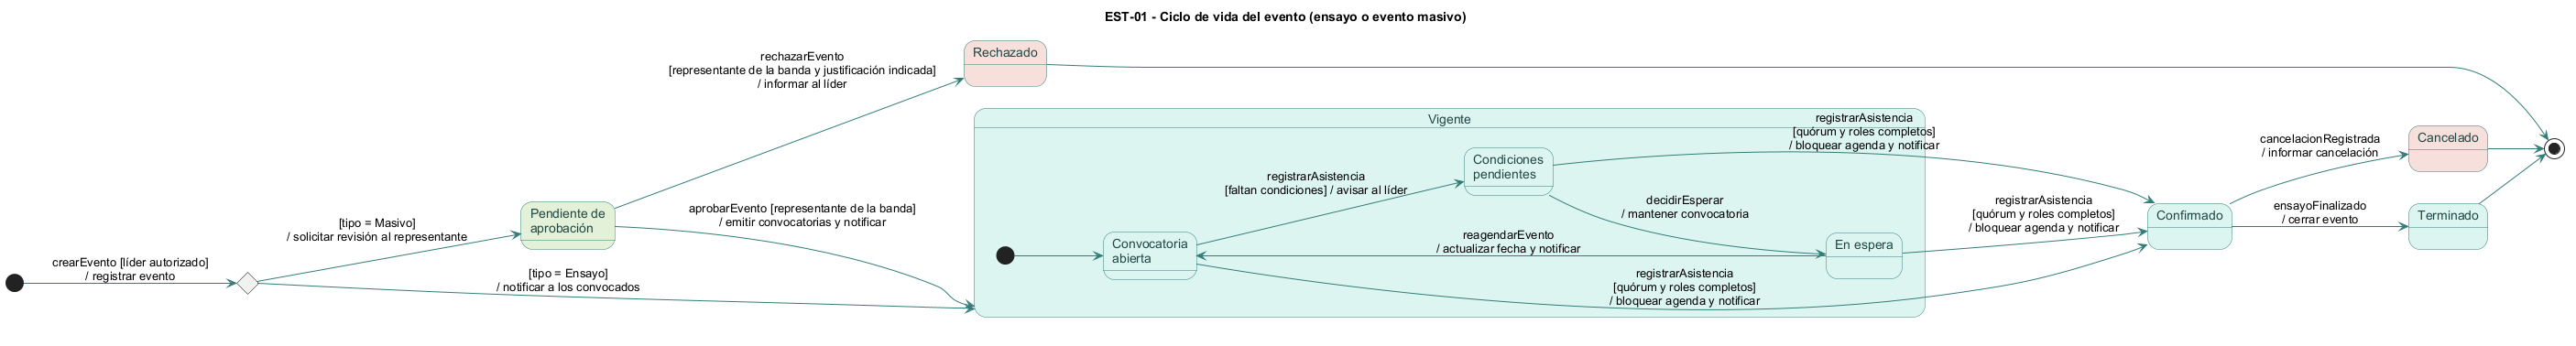 EST-01 - Ciclo de vida del evento (ensayo o evento masivo)
rechazarEvento
[representante de la banda y justificación indicada]
/ informar al líder
Rechazado
Vigente
registrarAsistencia
[quórum y roles completos]
/ bloquear agenda y notificar
Condiciones
pendientes
registrarAsistencia
[faltan condiciones] / avisar al líder
cancelacionRegistrada
/ informar cancelación
Cancelado
Pendiente de
aprobación
aprobarEvento [representante de la banda]
/ emitir convocatorias y notificar
decidirEsperar
/ mantener convocatoria
registrarAsistencia
[quórum y roles completos]
/ bloquear agenda y notificar
Confirmado
ensayoFinalizado
/ cerrar evento
Terminado
[tipo = Masivo]
/ solicitar revisión al representante
Convocatoria
abierta
reagendarEvento
/ actualizar fecha y notificar
En espera
crearEvento [líder autorizado]
/ registrar evento
[tipo = Ensayo]
/ notificar a los convocados
registrarAsistencia
[quórum y roles completos]
/ bloquear agenda y notificar